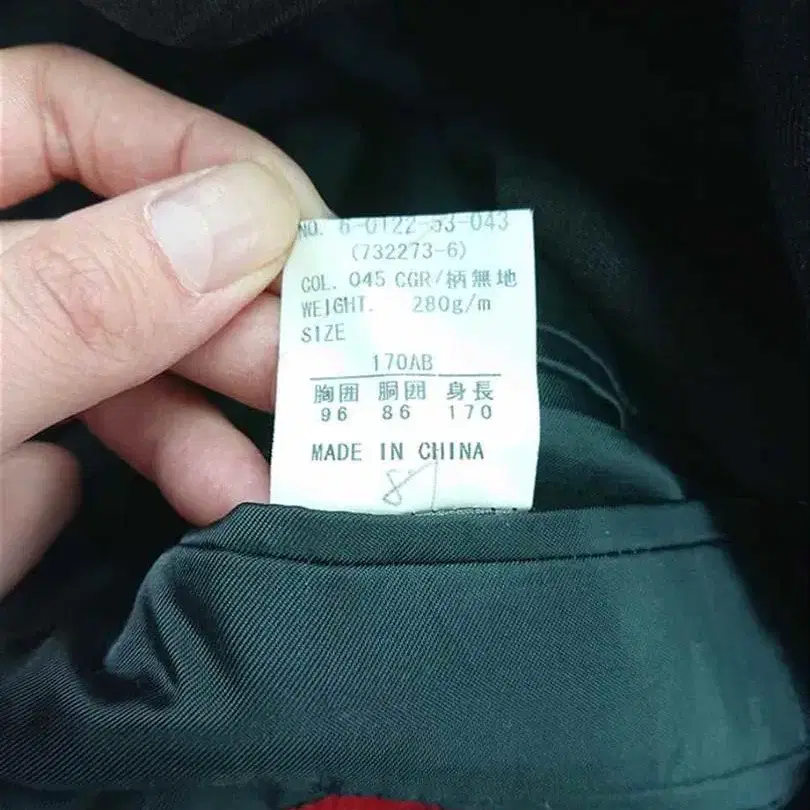 NO. 6-0122-53-043
(732273-6)
COL. 045 CGR/柄無地
WEIGHT. 280g/m
SIZE
170AB
胸囲 胴囲 身長
96 86 170
MADE IN CHINA